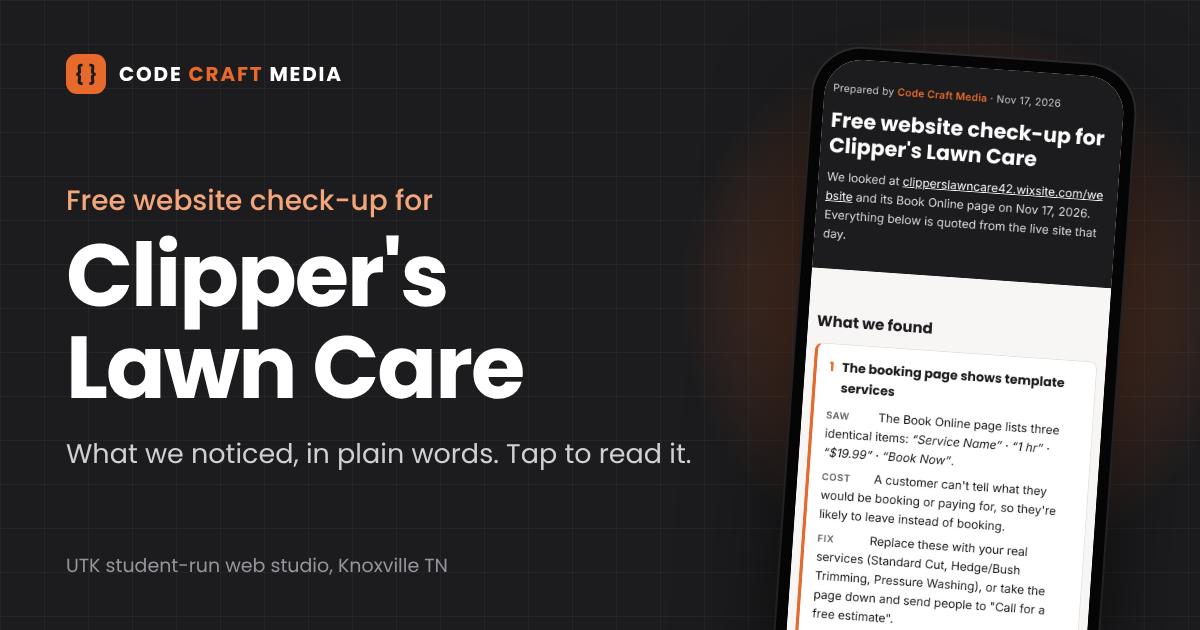 { }
CODE CRAFT MEDIA
Free website check-up for
Clipper's
Lawn Care
What we noticed, in plain words. Tap to read it.
UTK student-run web studio, Knoxville TN
Prepared by Code Craft Media · Nov 17, 2026
Free website check-up for
Clipper's Lawn Care
We looked at clipperslawncare42.wixsite.com/we
bsite and its Book Online page on Nov 17, 2026.
Everything below is quoted from the live site that
day.
What we found
1 The booking page shows template
services
SAW The Book Online page lists three
identical items: “Service Name” · “1 hr” ·
“$19.99” · “Book Now”.
COST A customer can't tell what they
would be booking or paying for, so they're
likely to leave instead of booking.
FIX Replace these with your real
services (Standard Cut, Hedge/Bush
Trimming, Pressure Washing), or take the
page down and send people to "Call for a
free estimate".